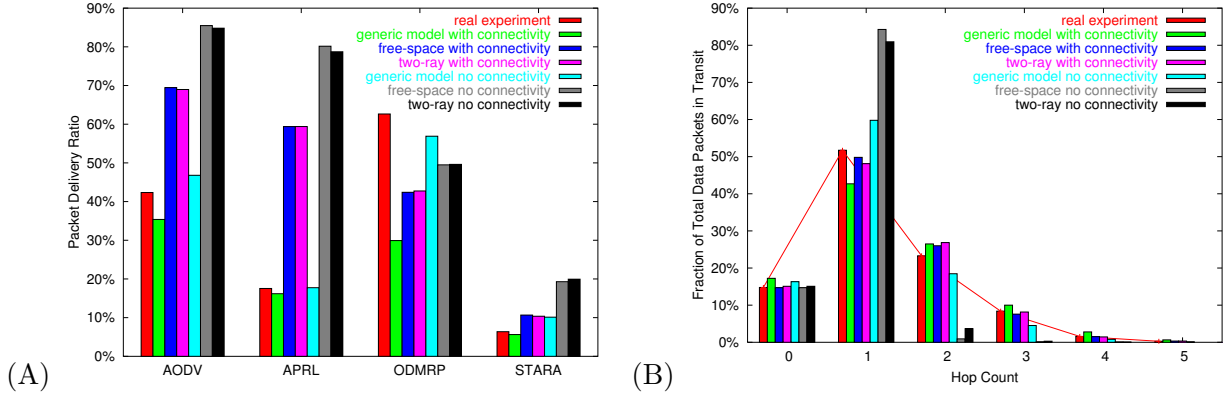 90%
80%
70%
60%
50%
40%
30%
20%
10%
0%
Packet Delivery Ratio
real experiment
generic model with connectivity
free-space with connectivity
two-ray with connectivity
generic model no connectivity
free-space no connectivity
two-ray no connectivity
AODV APRL ODMRP STARA
(A)
90%
80%
70%
60%
50%
40%
30%
20%
10%
0%
Fraction of Total Data Packets in Transit
real experiment
generic model with connectivity
free-space with connectivity
two-ray with connectivity
generic model no connectivity
free-space no connectivity
two-ray no connectivity
0 1 2 3 4 5
Hop Count
(B)